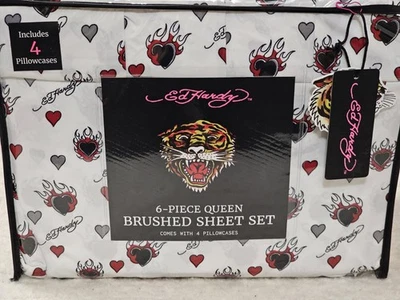 Includes
4
Pillowcases
Ed Hardy
6-PIECE QUEEN
BRUSHED SHEET SET
COMES WITH 4 PILLOWCASES
Ed Hardy